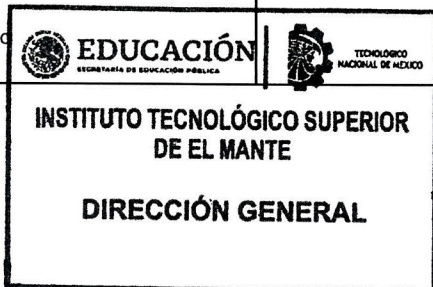 EDUCACIÓN
SECRETARÍA DE EDUCACIÓN PÚBLICA
TECNOLÓGICO
NACIONAL DE MÉXICO
INSTITUTO TECNOLÓGICO SUPERIOR
DE EL MANTE
DIRECCIÓN GENERAL